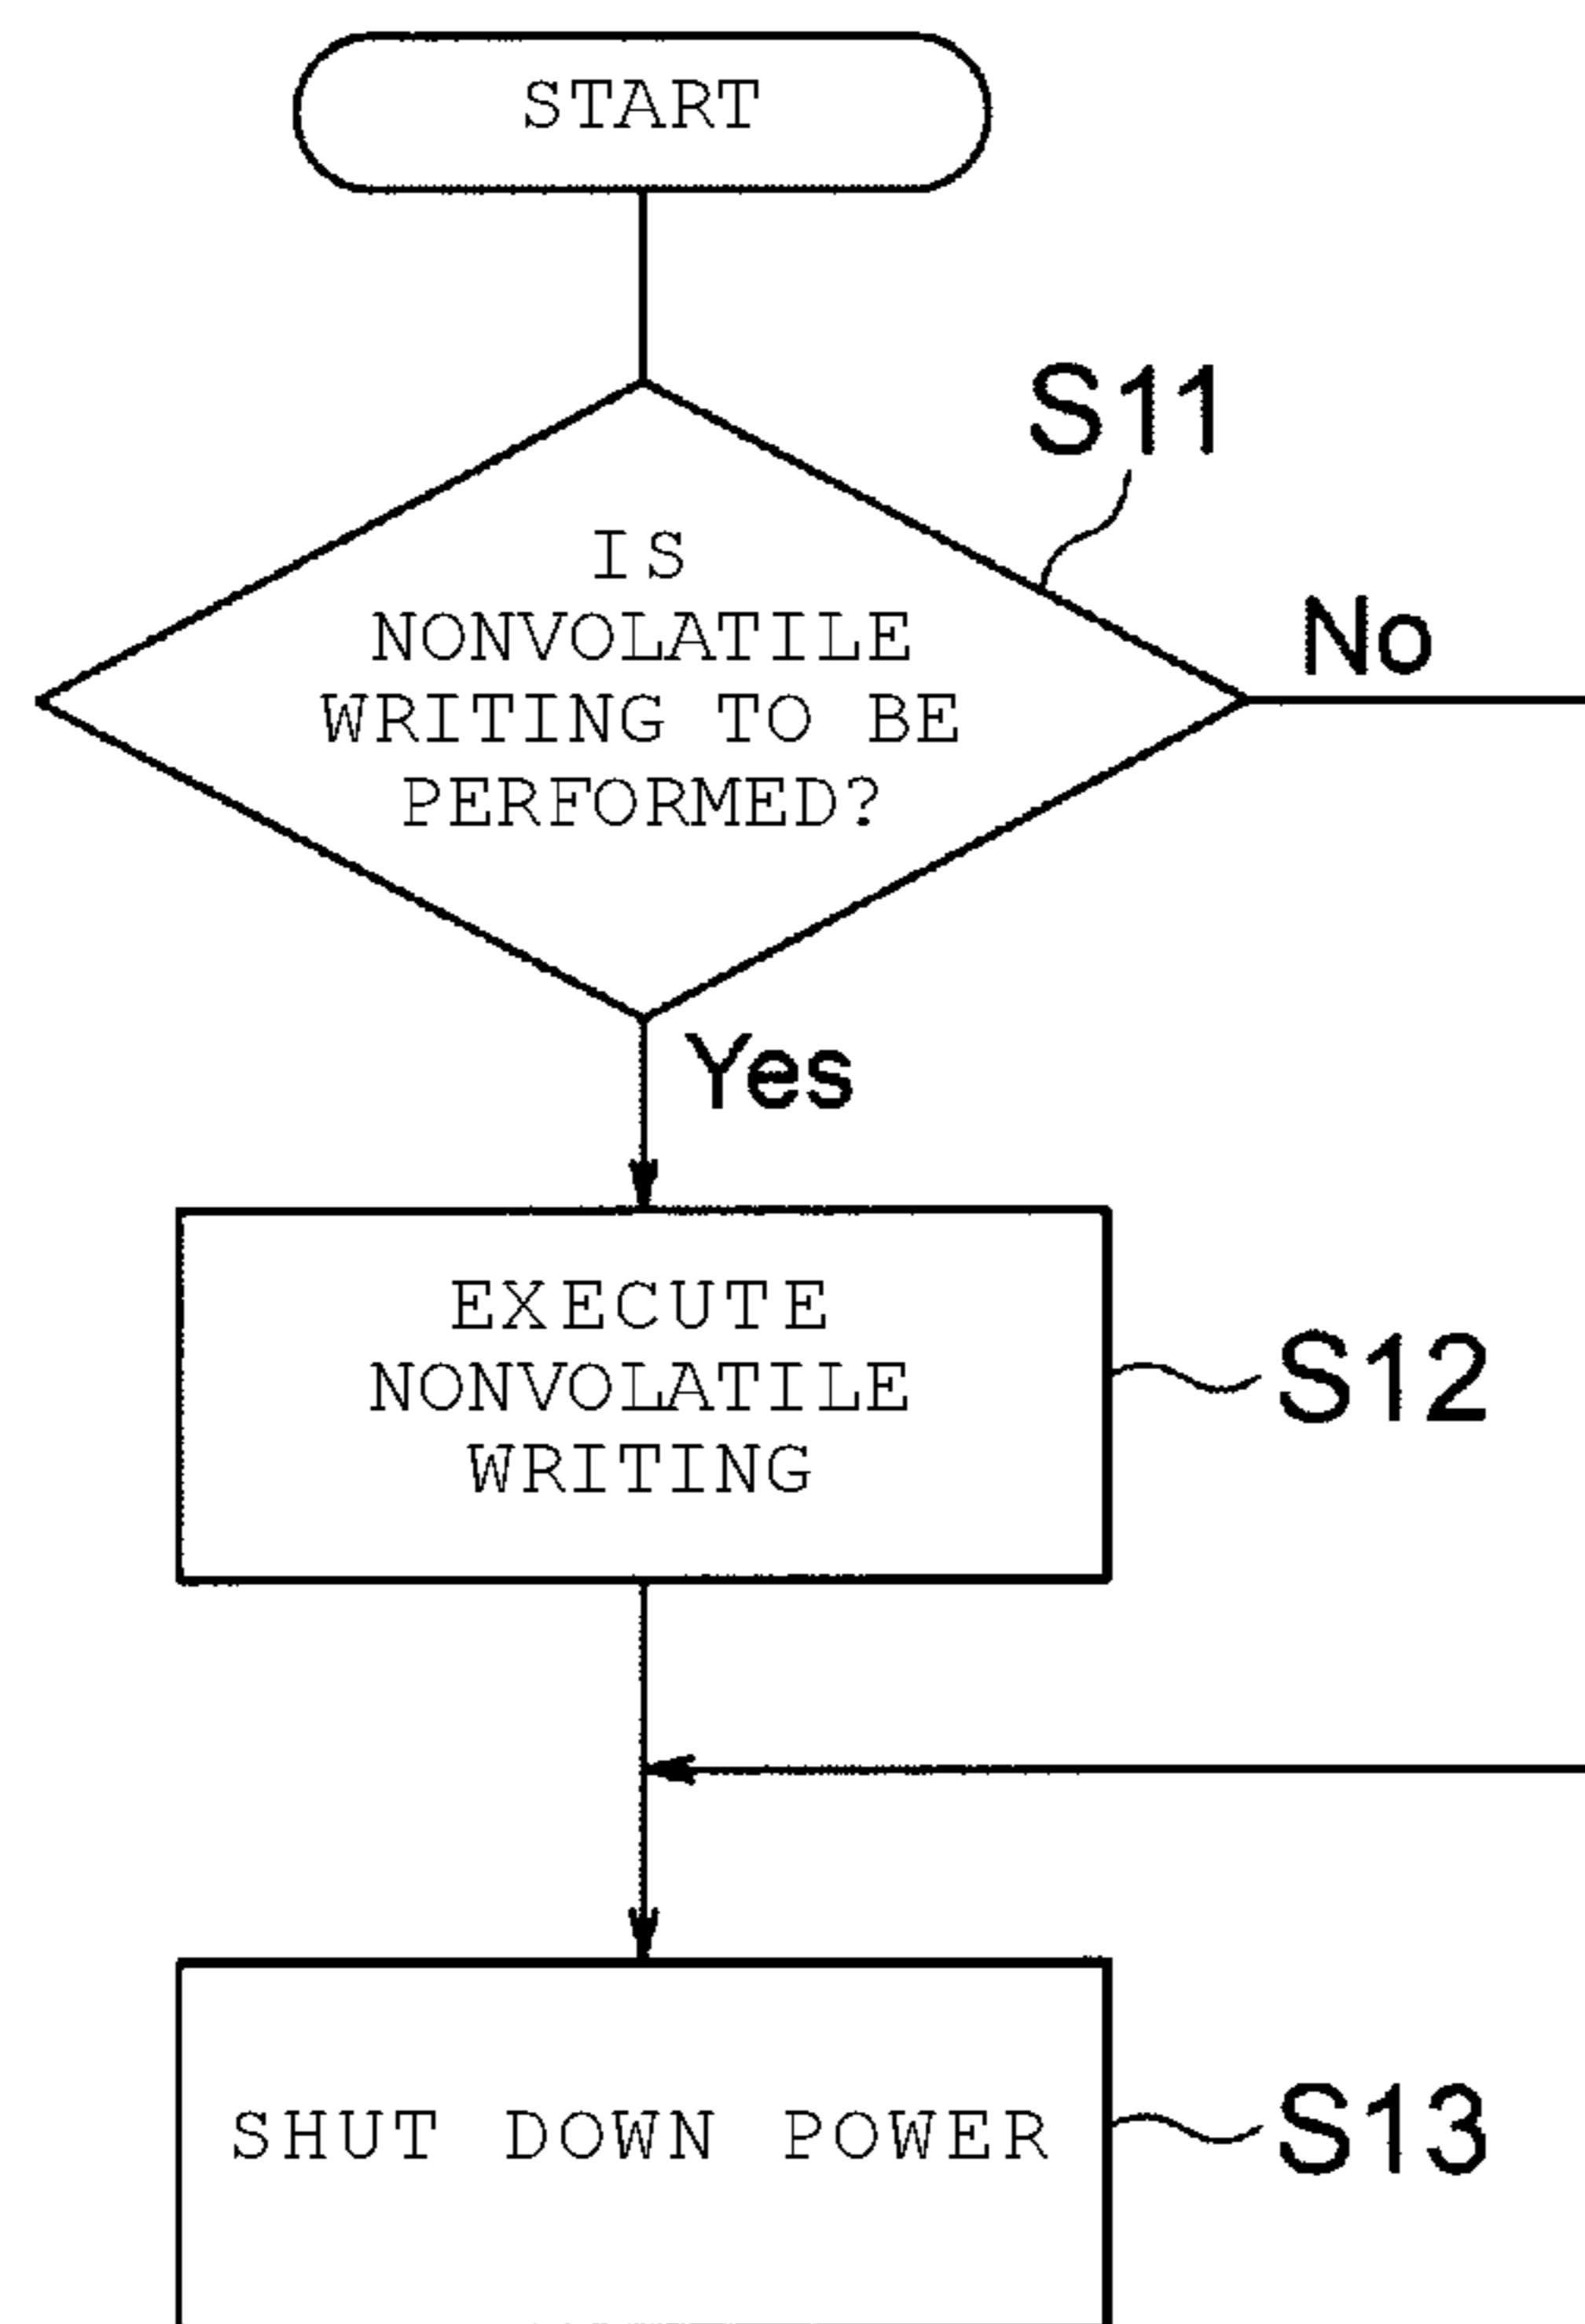 START
S11
IS
NONVOLATILE
WRITING TO BE
PERFORMED?
No
Yes
EXECUTE
NONVOLATILE
WRITING
S12
SHUT DOWN POWER
S13